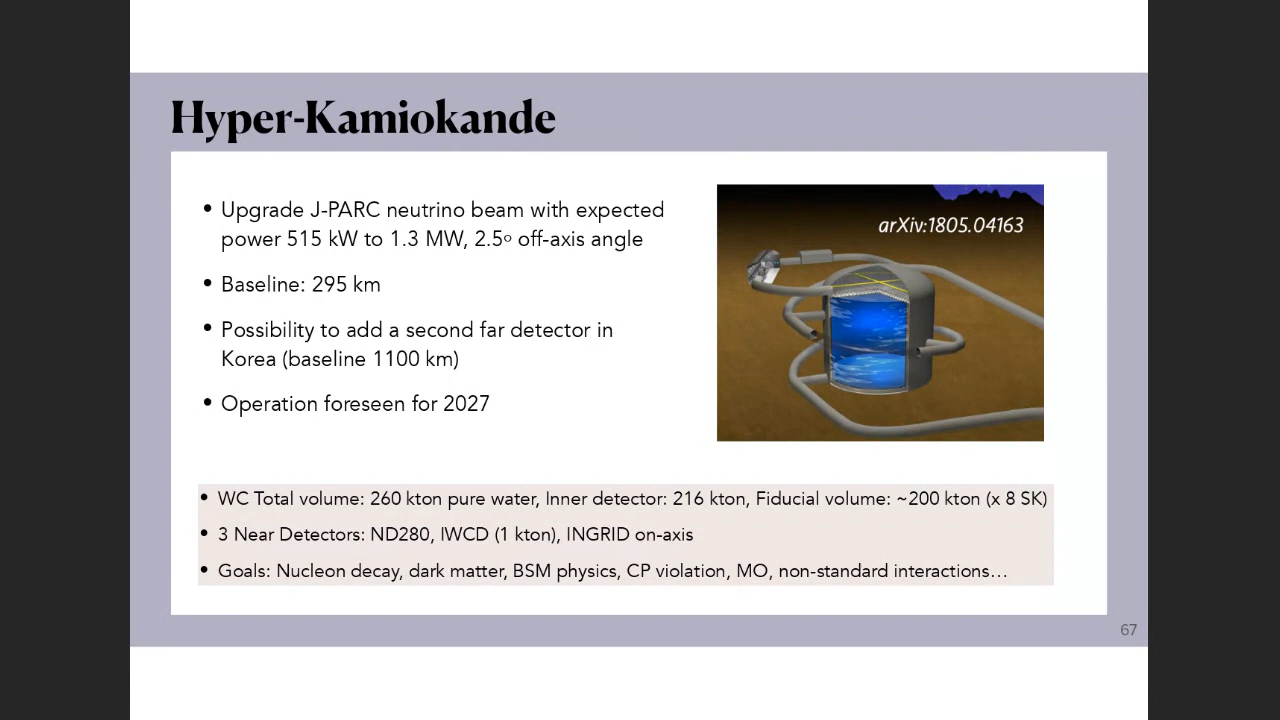 Hyper-Kamiokande
• Upgrade J-PARC neutrino beam with expected
power 515 kW to 1.3 MW, 2.5º off-axis angle
• Baseline: 295 km
• Possibility to add a second far detector in
Korea (baseline 1100 km)
• Operation foreseen for 2027
arXiv:1805.04163
• WC Total volume: 260 kton pure water, Inner detector: 216 kton, Fiducial volume: ~200 kton (x 8 SK)
• 3 Near Detectors: ND280, IWCD (1 kton), INGRID on-axis
• Goals: Nucleon decay, dark matter, BSM physics, CP violation, MO, non-standard interactions…
67